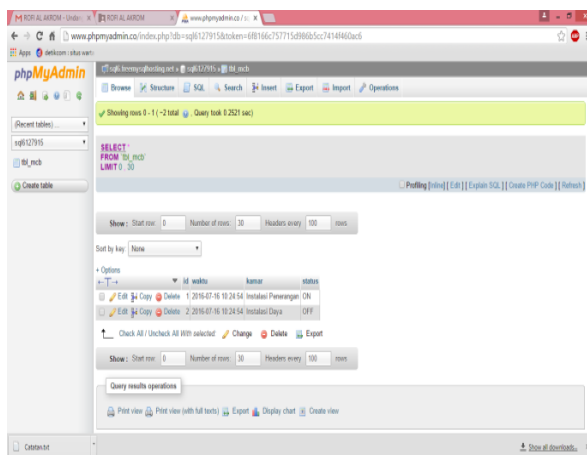 ROFI AL AKROM - Undan
ROFI AL AKROM
www.phpmyadmin.co / sc
www.phpmyadmin.co/index.php?db=sql6127915&token=6f8166c757715d986b5cc7414f460ac6
Apps detikcom : situs warta
phpMyAdmin
(Recent tables) ...
sql6127915
tbl_mcb
Create table
sql6.freemysqlhosting.net » sql6127915 » tbl_mcb
Browse Structure SQL Search Insert Export Import Operations
Showing rows 0 - 1 ( ~2 total , Query took 0.2521 sec)
SELECT *
FROM `tbl_mcb`
LIMIT 0 , 30
Profiling [Inline] [ Edit ] [ Explain SQL ] [ Create PHP Code ] [ Refresh ]
Show : Start row: 0 Number of rows: 30 Headers every 100 rows
Sort by key: None
+ Options
←T→ id waktu kamar status
Edit Copy Delete 1 2016-07-16 10:24:54 Instalasi Penerangan ON
Edit Copy Delete 2 2016-07-16 10:24:54 Instalasi Daya OFF
Check All / Uncheck All With selected: Change Delete Export
Show : Start row: 0 Number of rows: 30 Headers every 100 rows
Query results operations
Print view Print view (with full texts) Export Display chart Create view
Catatan.txt
Show all downloads...